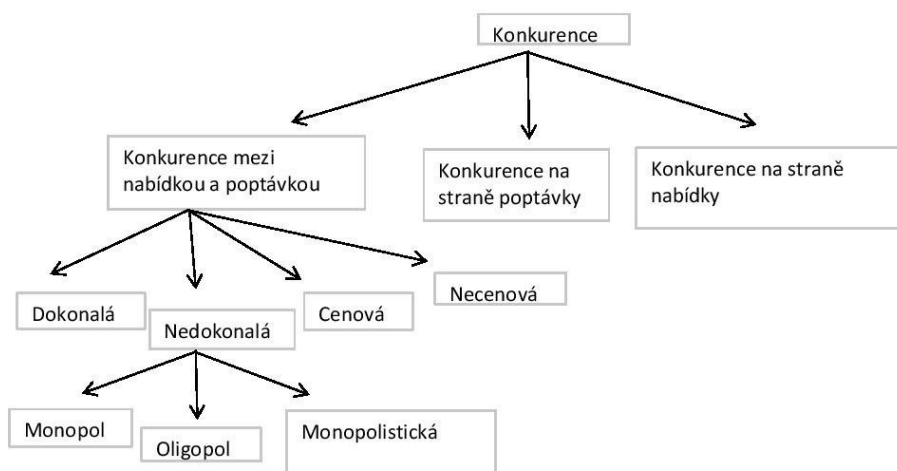 Konkurence
Konkurence mezi
nabídkou a poptávkou
Konkurence na
straně poptávky
Konkurence na straně
nabídky
Dokonalá
Nedokonalá
Cenová
Necenová
Monopol
Oligopol
Monopolistická